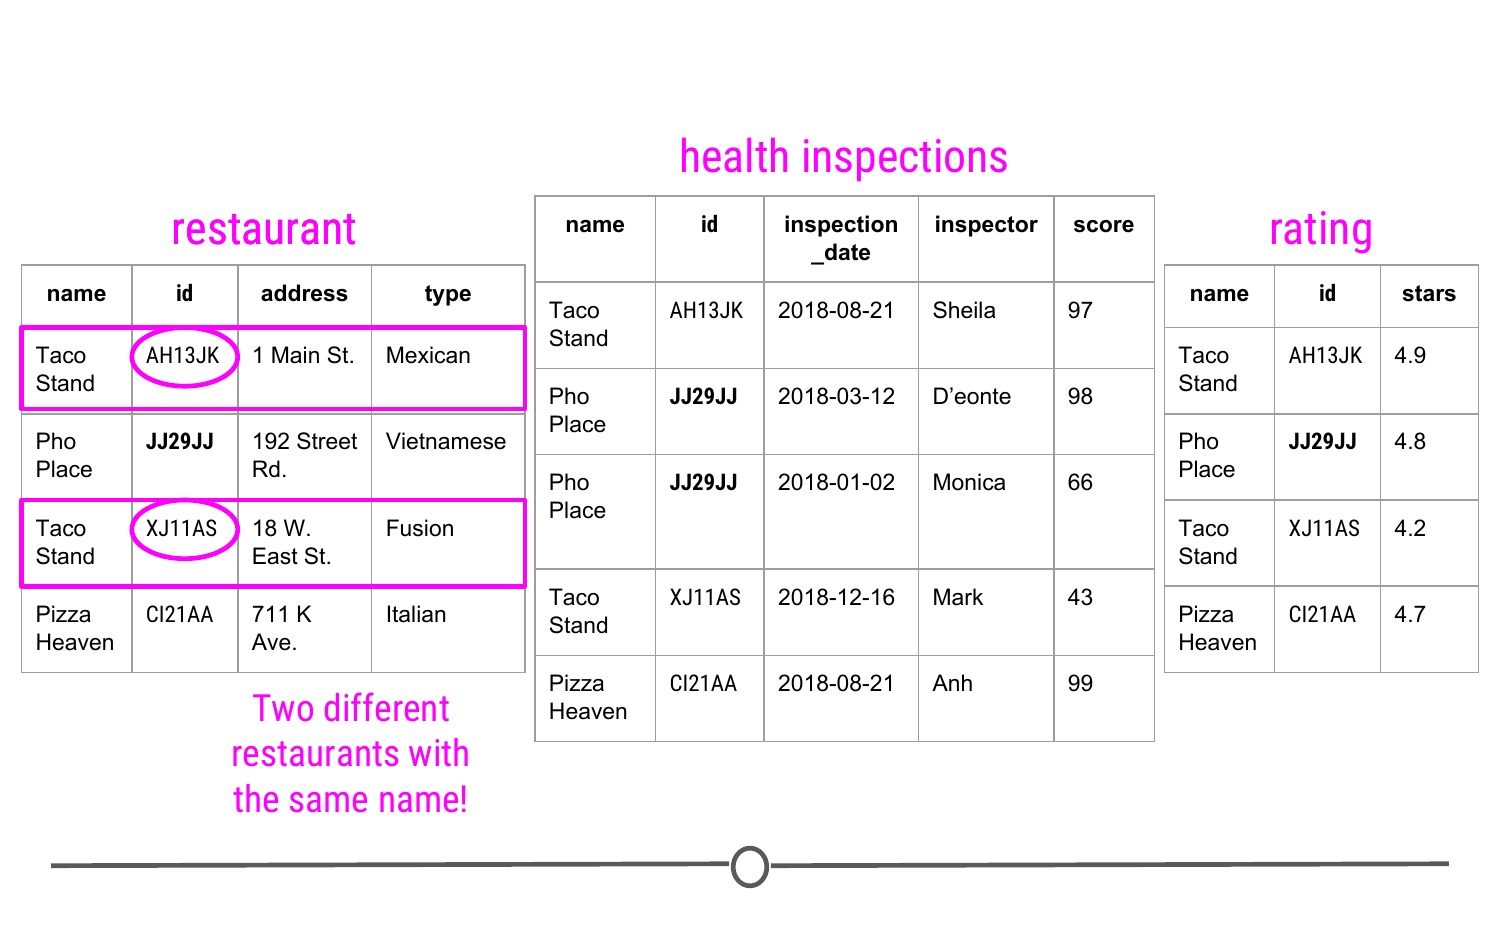 health inspections
restaurant
rating
name id address type
Taco Stand AH13JK 1 Main St. Mexican
Pho Place JJ29JJ 192 Street Rd. Vietnamese
Taco Stand XJ11AS 18 W. East St. Fusion
Pizza Heaven CI21AA 711 K Ave. Italian
Two different
restaurants with
the same name!
name id inspection_date inspector score
Taco Stand AH13JK 2018-08-21 Sheila 97
Pho Place JJ29JJ 2018-03-12 D’eonte 98
Pho Place JJ29JJ 2018-01-02 Monica 66
Taco Stand XJ11AS 2018-12-16 Mark 43
Pizza Heaven CI21AA 2018-08-21 Anh 99
name id stars
Taco Stand AH13JK 4.9
Pho Place JJ29JJ 4.8
Taco Stand XJ11AS 4.2
Pizza Heaven CI21AA 4.7